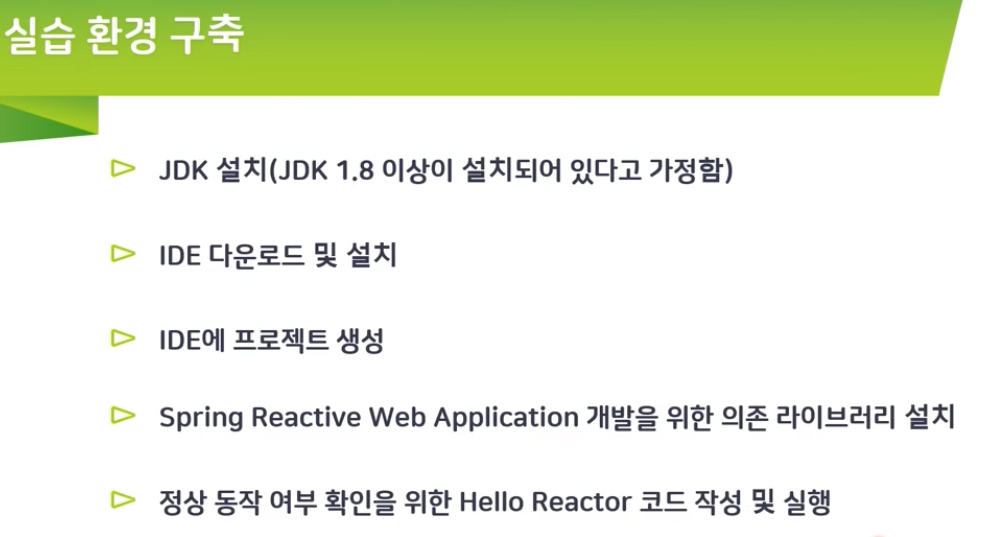 실습 환경 구축
JDK 설치(JDK 1.8 이상이 설치되어 있다고 가정함)
IDE 다운로드 및 설치
IDE에 프로젝트 생성
Spring Reactive Web Application 개발을 위한 의존 라이브러리 설치
정상 동작 여부 확인을 위한 Hello Reactor 코드 작성 및 실행